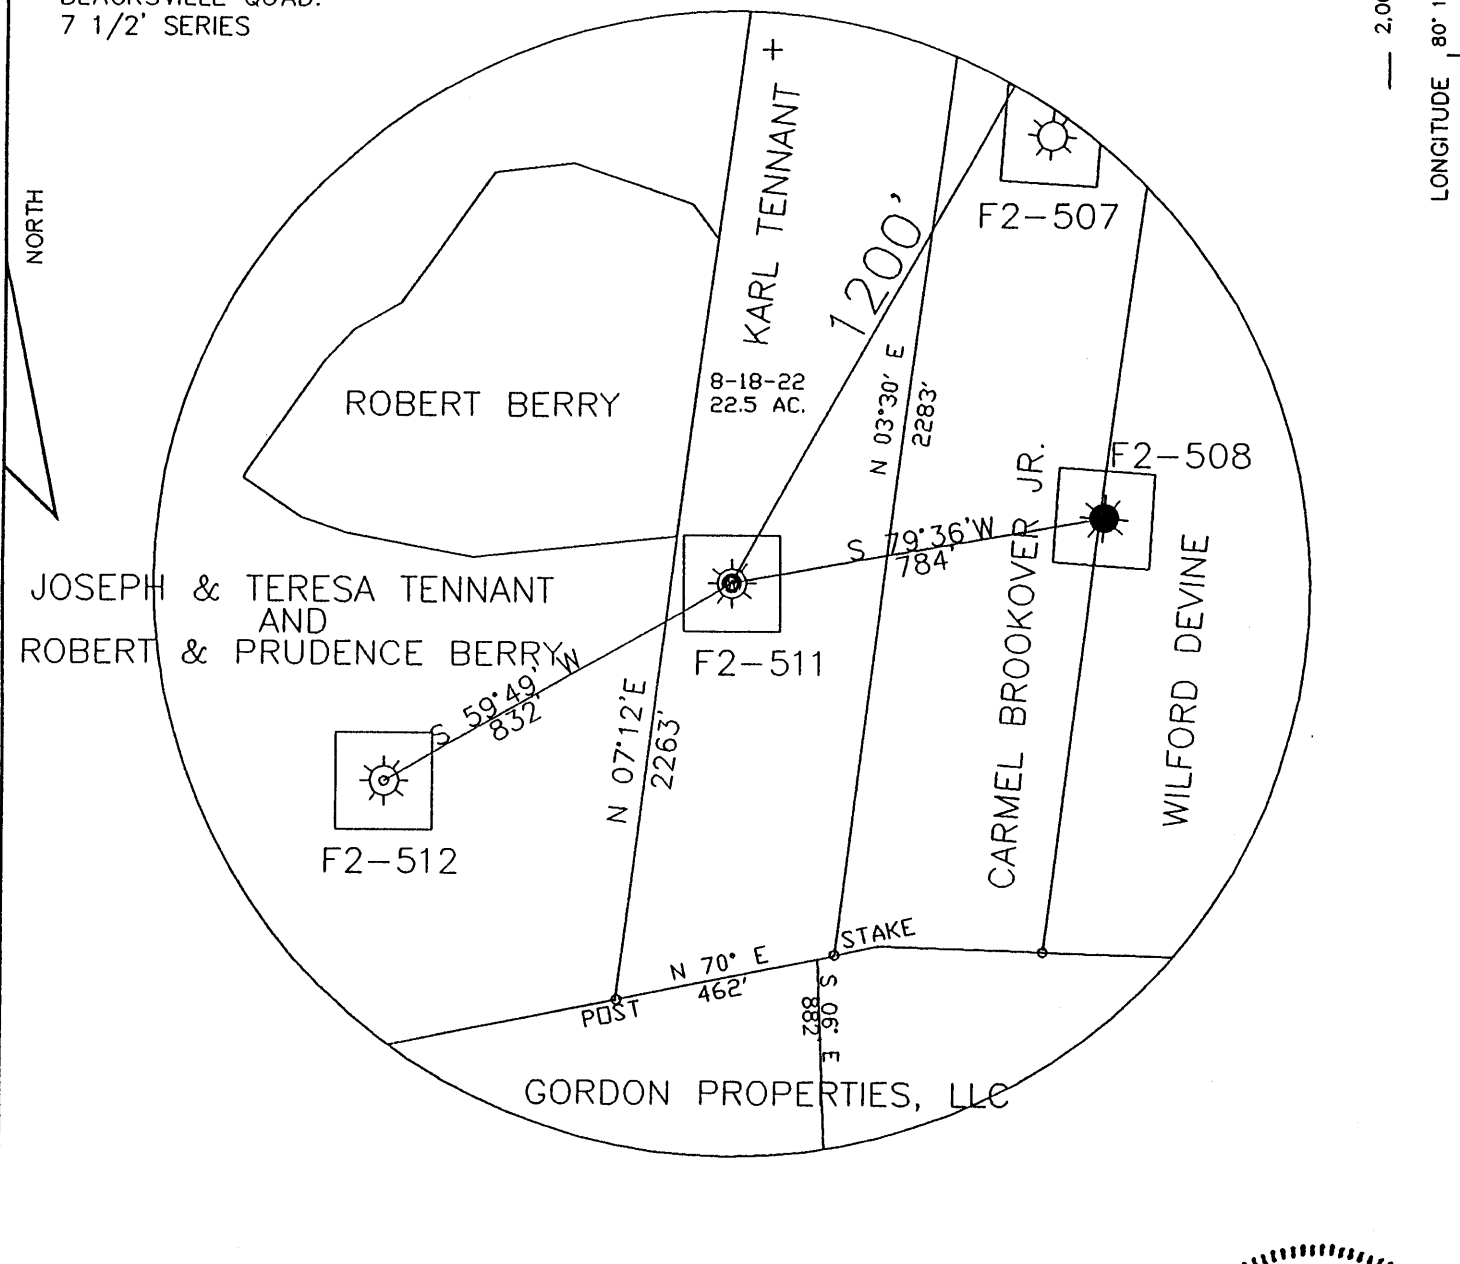 7 1/2' SERIES
NORTH
LONGITUDE 80°
KARL TENNANT +
8-18-22
22.5 AC.
1200'
F2-507
ROBERT BERRY
N 03°30' E
2283'
F2-508
S 79°36'W
784'
CARMEL BROOKOVER JR.
WILFORD DEVINE
JOSEPH & TERESA TENNANT
AND
ROBERT & PRUDENCE BERRY
F2-511
S 59°49' W
832'
N 07°12'E
2263'
F2-512
STAKE
N 70° E
462'
POST
S 06° E
882'
GORDON PROPERTIES, LLC